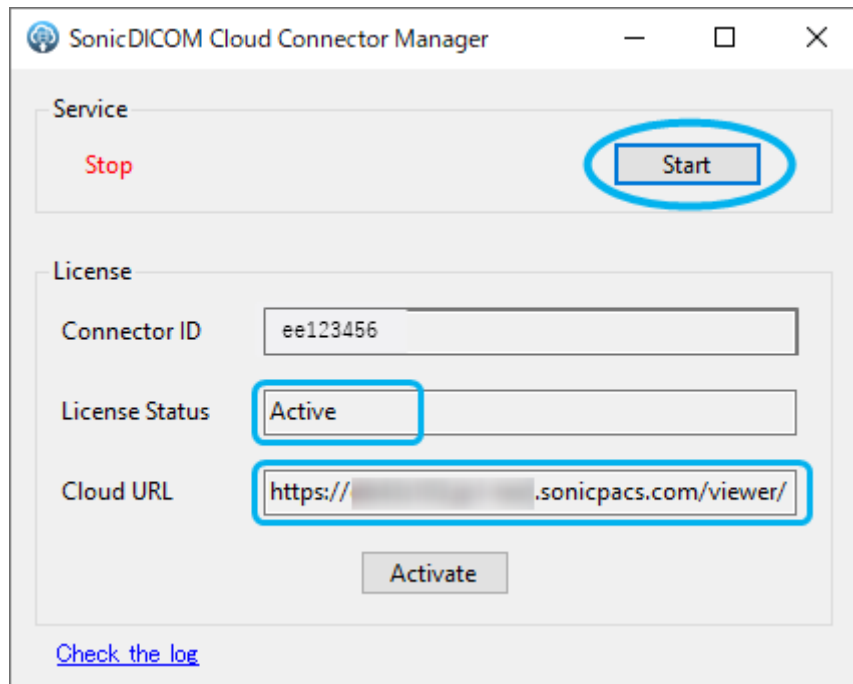 SonicDICOM Cloud Connector Manager
Service
Stop
Start
License
Connector ID
ee123456
License Status
Active
Cloud URL
https:// .sonicpacs.com/viewer/
Activate
Check the log